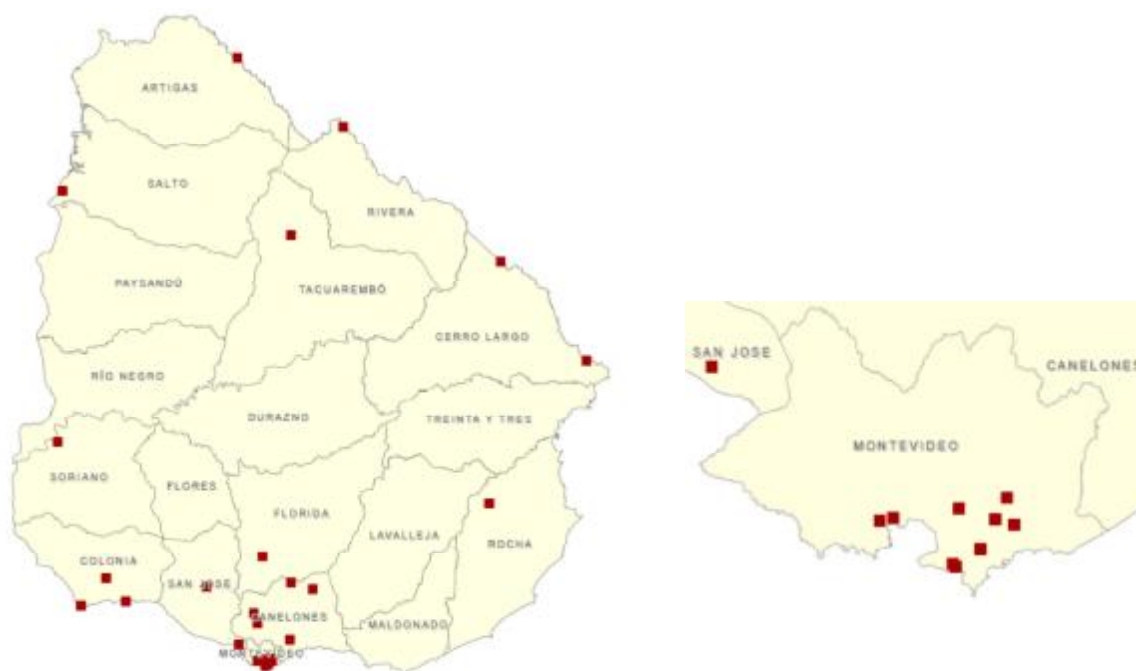 ARTIGAS
SALTO
RIVERA
PAYSANDÚ
TACUAREMBÓ
CERRO LARGO
RÍO NEGRO
DURAZNO
TREINTA Y TRES
SORIANO
FLORES
FLORIDA
LAVALLEJA
ROCHA
COLONIA
SAN JOSE
CANELONES
MALDONADO
MONTEVIDEO
SAN JOSE
CANELONES
MONTEVIDEO